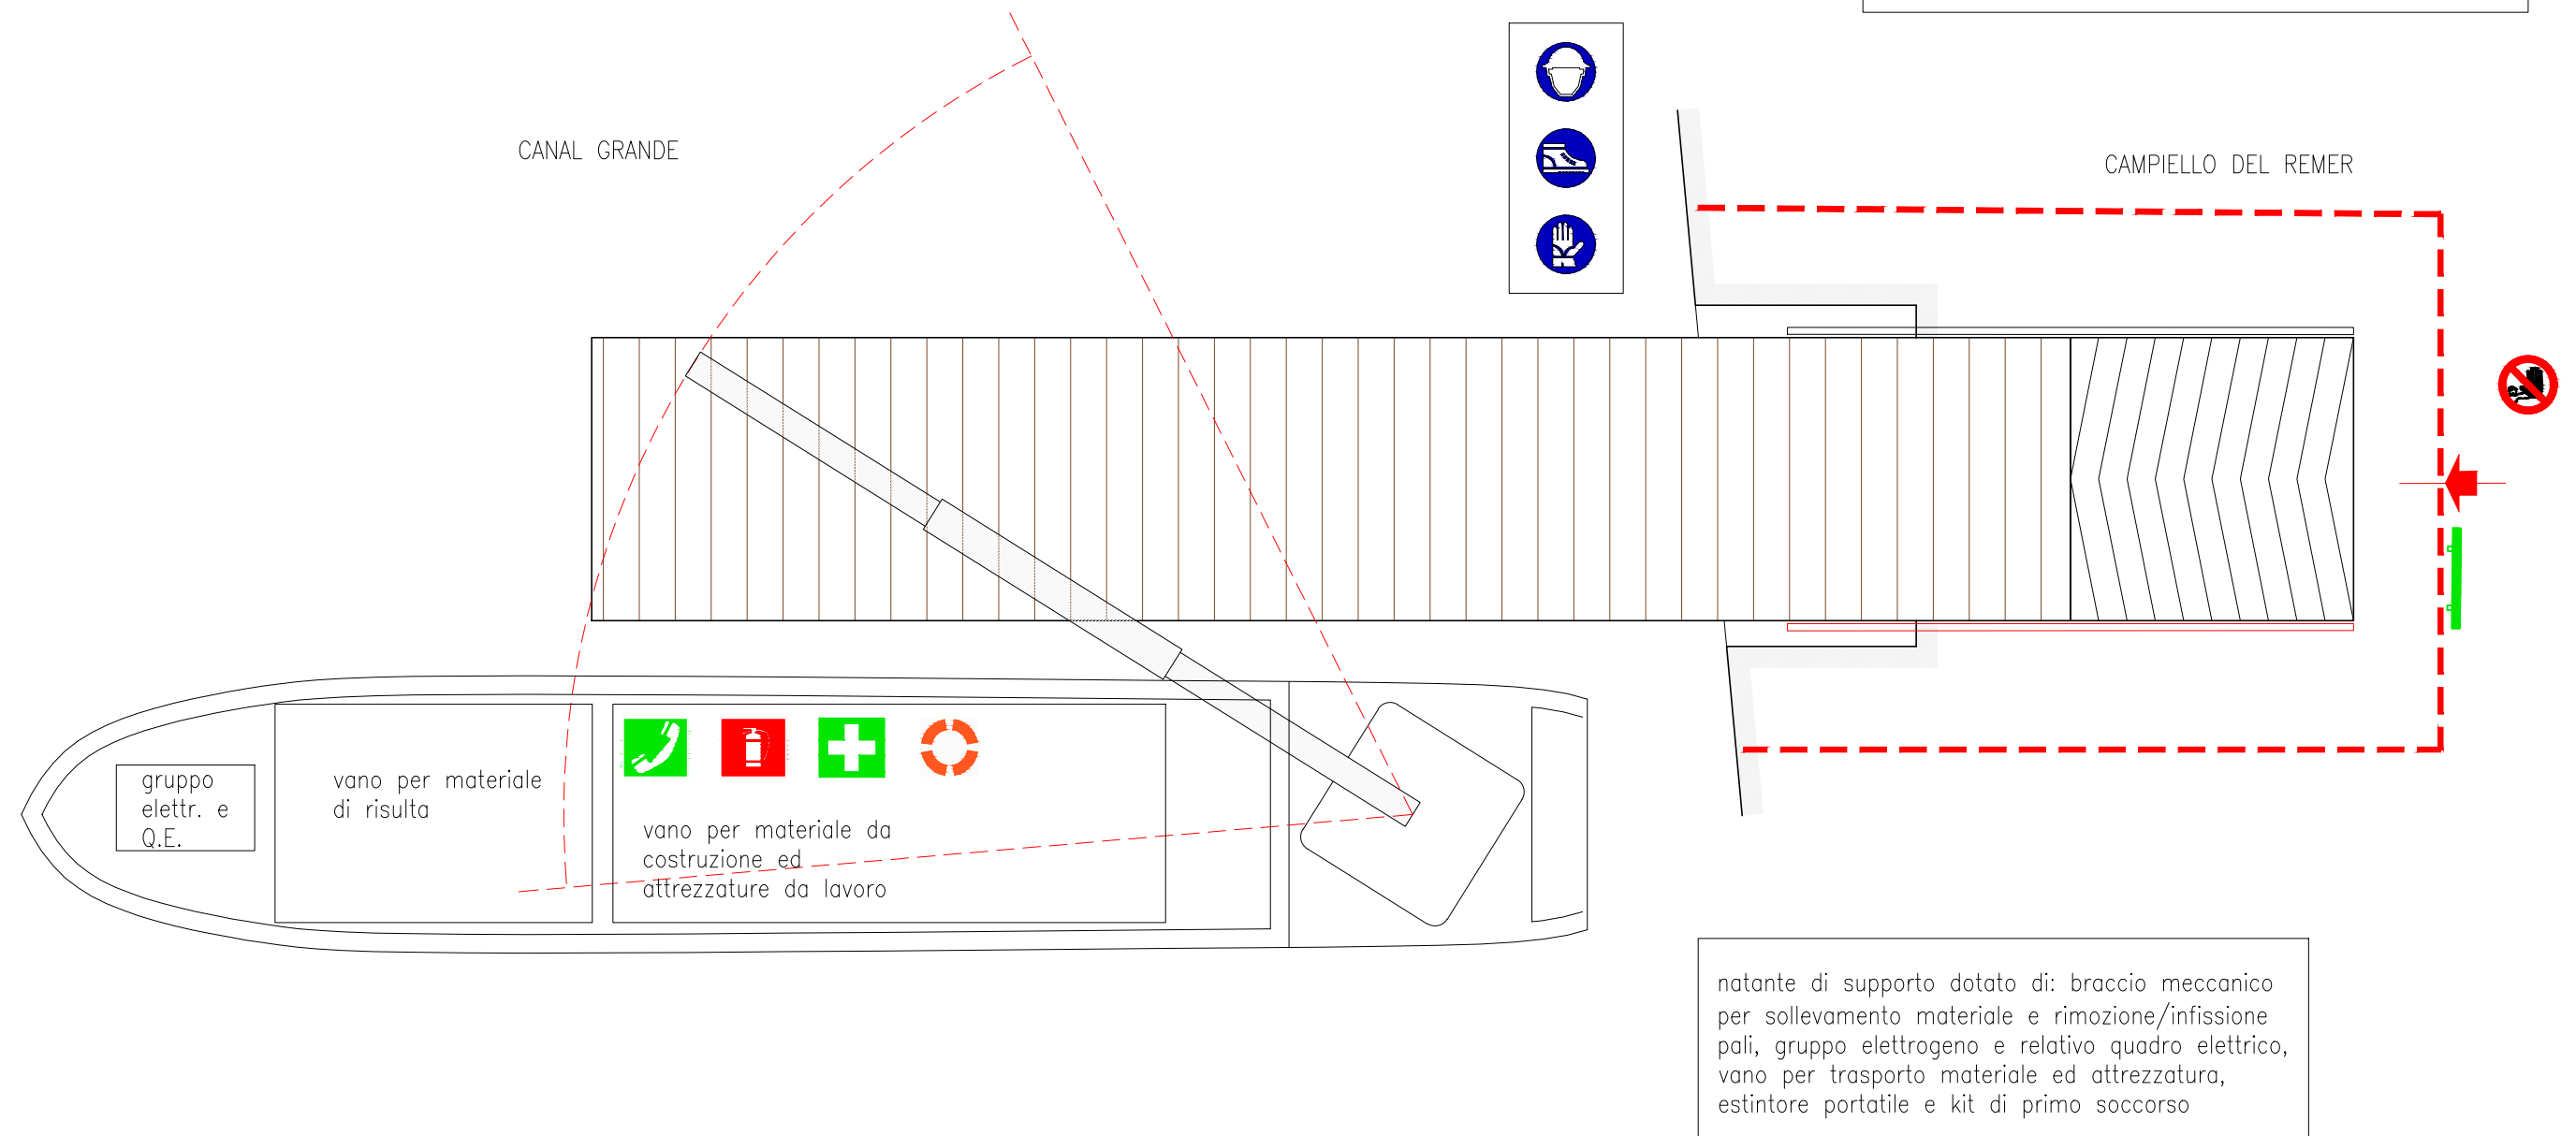 CANAL GRANDE
CAMPIELLO DEL REMER
gruppo
elettr. e
Q.E.
vano per materiale
di risulta
vano per materiale da
costruzione ed
attrezzature da lavoro
natante di supporto dotato di: braccio meccanico
per sollevamento materiale e rimozione/infissione
pali, gruppo elettrogeno e relativo quadro elettrico,
vano per trasporto materiale ed attrezzatura,
estintore portatile e kit di primo soccorso